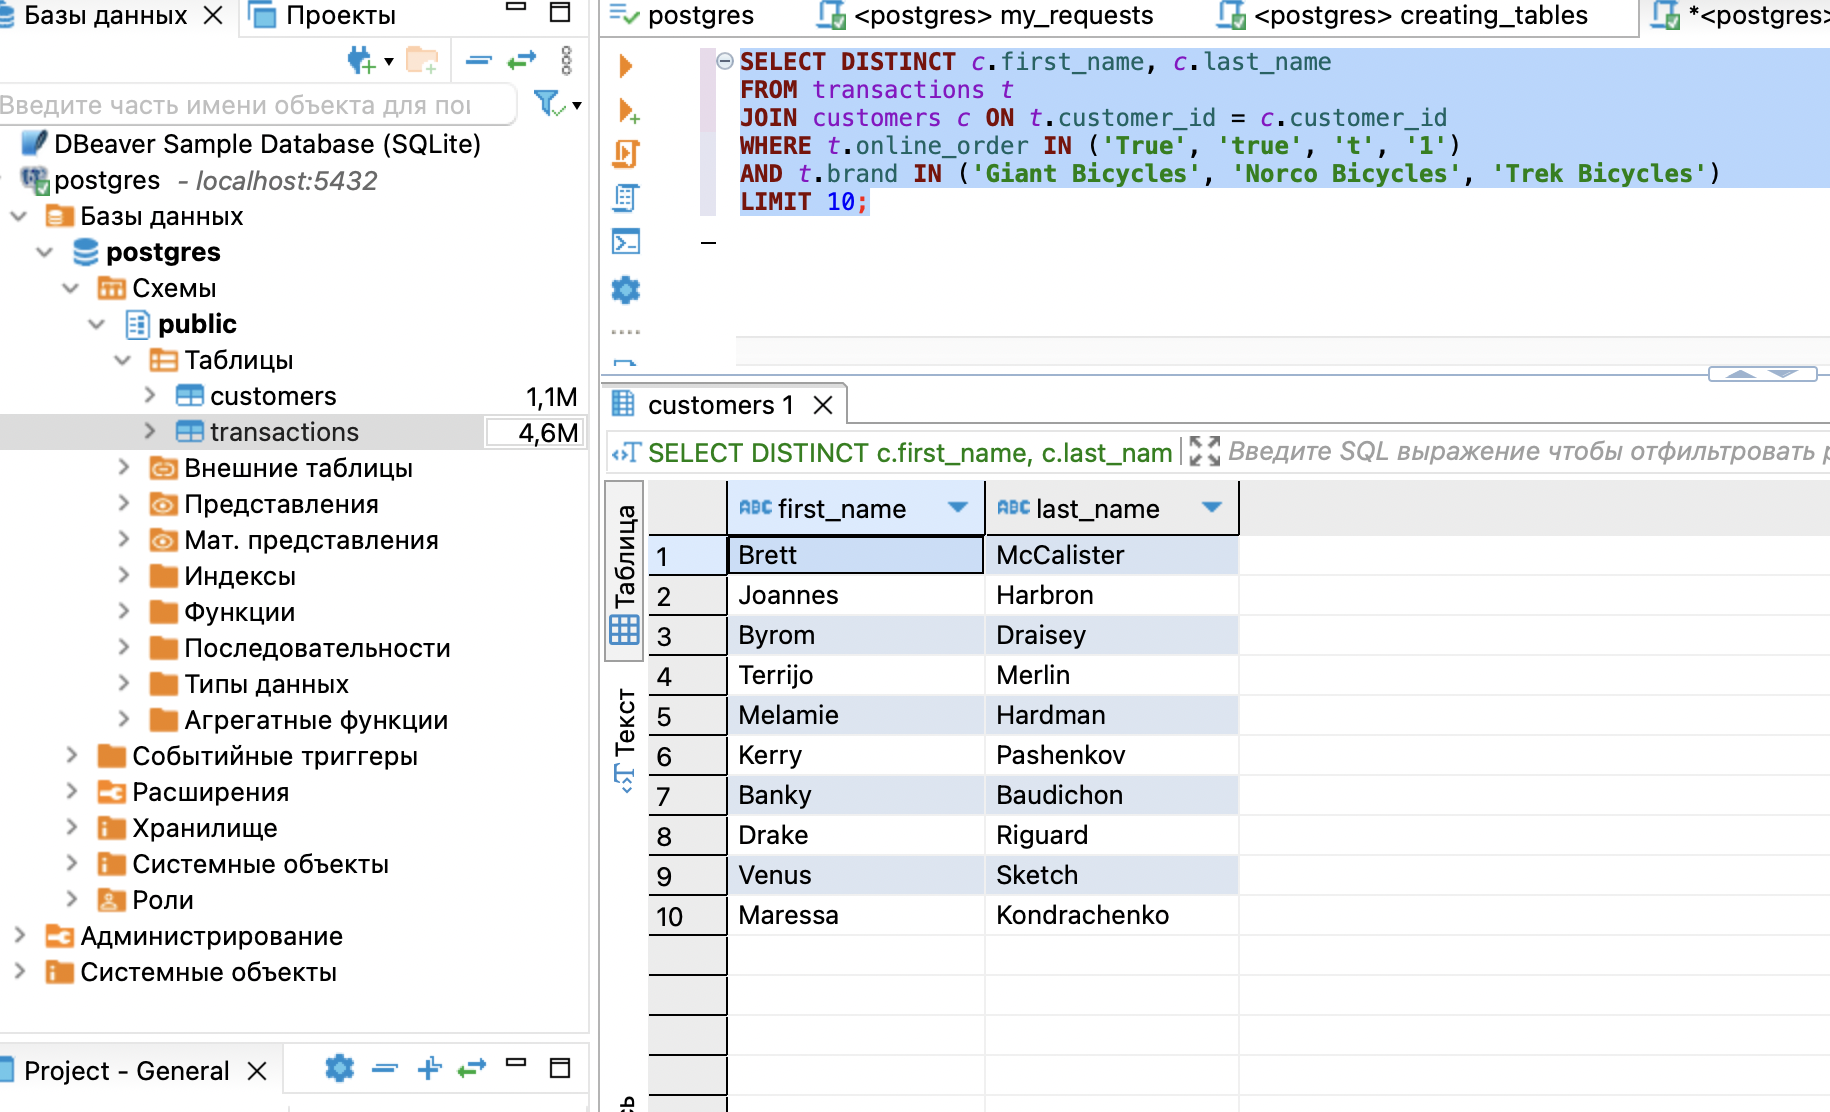 Базы данных
Проекты
Введите часть имени объекта для пои
DBeaver Sample Database (SQLite)
postgres - localhost:5432
Базы данных
postgres
Схемы
public
Таблицы
customers 1,1M
transactions 4,6M
Внешние таблицы
Представления
Мат. представления
Индексы
Функции
Последовательности
Типы данных
Агрегатные функции
Событийные триггеры
Расширения
Хранилище
Системные объекты
Роли
Администрирование
Системные объекты
Project - General
postgres
<postgres> my_requests
<postgres> creating_tables
*<postgres>
SELECT DISTINCT c.first_name, c.last_name
FROM transactions t
JOIN customers c ON t.customer_id = c.customer_id
WHERE t.online_order IN ('True', 'true', 't', '1')
AND t.brand IN ('Giant Bicycles', 'Norco Bicycles', 'Trek Bicycles')
LIMIT 10;
customers 1
SELECT DISTINCT c.first_name, c.last_nam
Введите SQL выражение чтобы отфильтровать р
Таблица
Текст
ABC first_name ABC last_name
1 Brett McCalister
2 Joannes Harbron
3 Byrom Draisey
4 Terrijo Merlin
5 Melamie Hardman
6 Kerry Pashenkov
7 Banky Baudichon
8 Drake Riguard
9 Venus Sketch
10 Maressa Kondrachenko